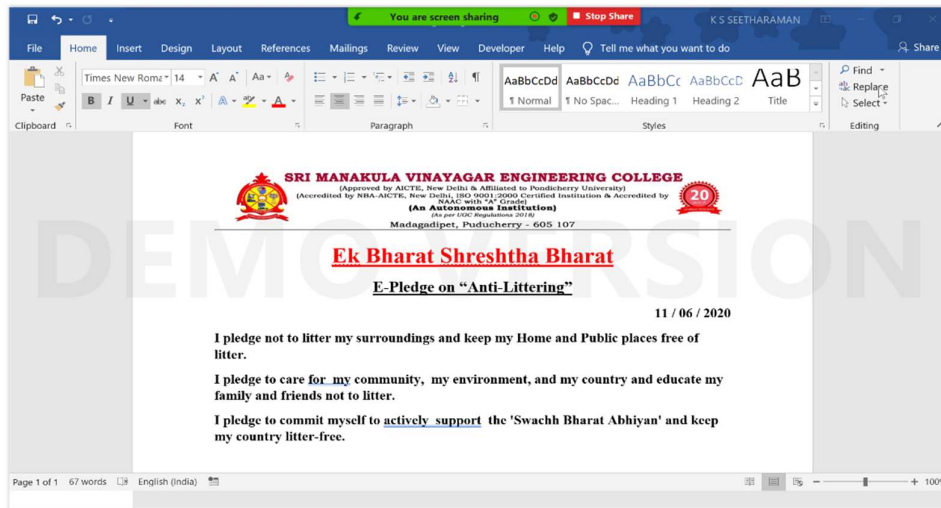 You are screen sharing
Stop Share
K S SEETHARAMAN
File Home Insert Design Layout References Mailings Review View Developer Help Tell me what you want to do Share
Paste
Times New Roma 14 A A Aa
B I U abc X₂ X² A A
AaBbCcDd AaBbCcDd AaBbCc AaBbCcD AaB
¶ Normal ¶ No Spac... Heading 1 Heading 2 Title
Find
Replace
Select
Clipboard Font Paragraph Styles Editing
SRI MANAKULA VINAYAGAR ENGINEERING COLLEGE
(Approved by AICTE, New Delhi & Affiliated to Pondicherry University)
(Accredited by NBA-AICTE, New Delhi, ISO 9001:2000 Certified Institution & Accredited by
NAAC with "A" Grade)
(An Autonomous Institution)
(As per UGC Regulations 2018)
Madagadipet, Puducherry - 605 107
20
DEMO VERSION
Ek Bharat Shreshtha Bharat
E-Pledge on “Anti-Littering”
11 / 06 / 2020
I pledge not to litter my surroundings and keep my Home and Public places free of
litter.
I pledge to care for my community, my environment, and my country and educate my
family and friends not to litter.
I pledge to commit myself to actively support the 'Swachh Bharat Abhiyan' and keep
my country litter-free.
Page 1 of 1 67 words English (India) 100%